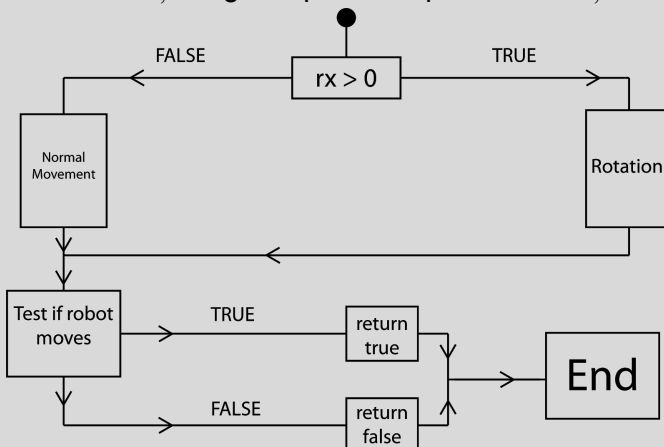 FALSE
rx > 0
TRUE
Normal
Movement
Rotation
Test if robot
moves
TRUE
return
true
End
FALSE
return
false